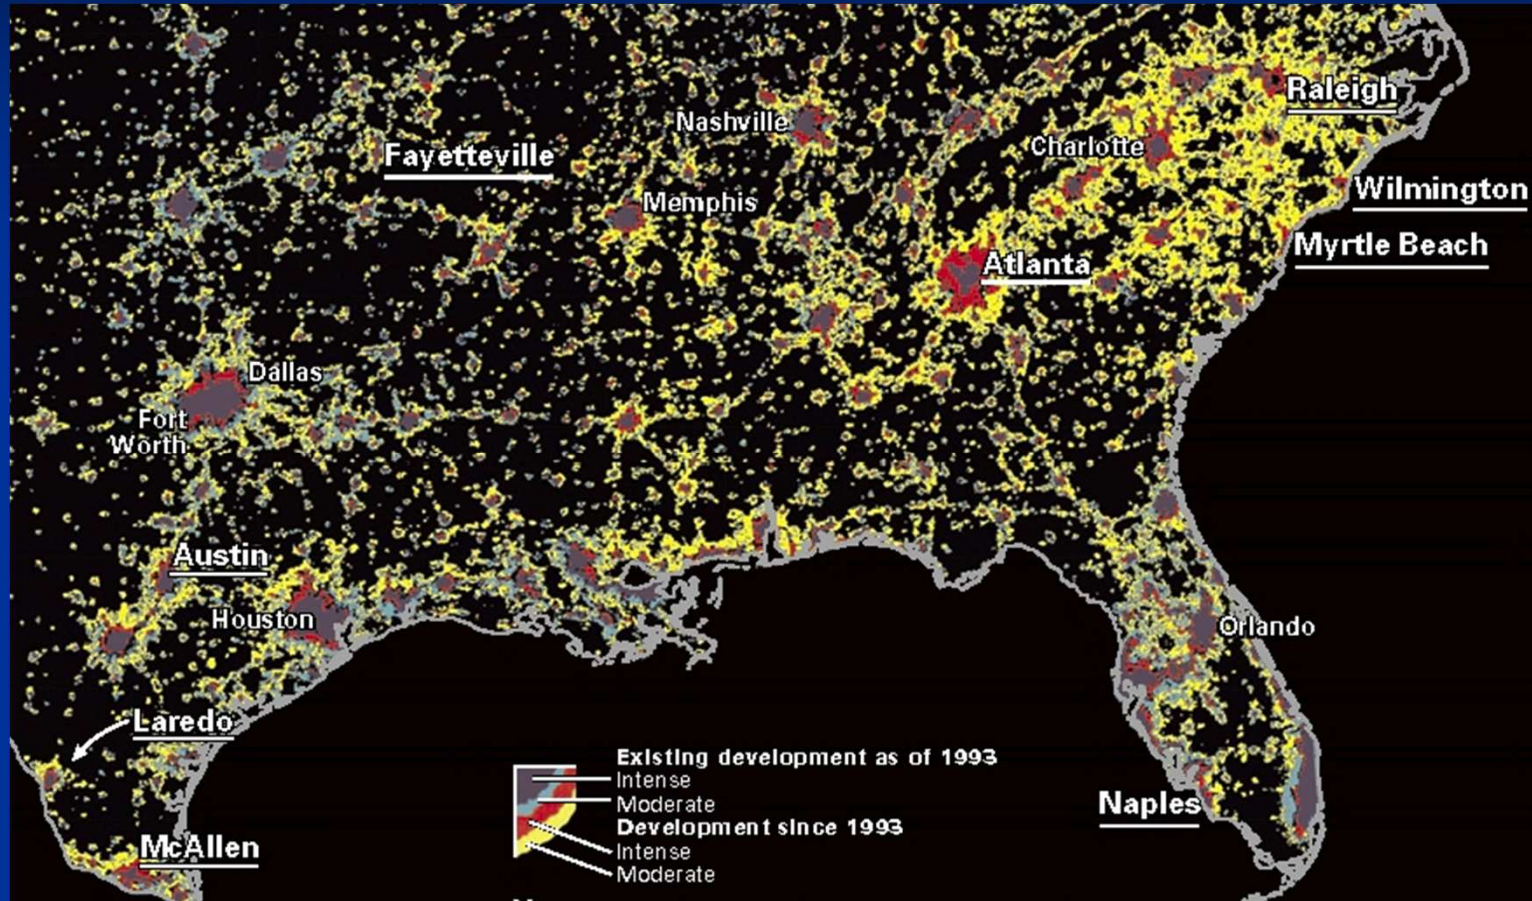 Raleigh
Nashville
Charlotte
Fayetteville
Wilmington
Memphis
Myrtle Beach
Atlanta
Dallas
Fort
Worth
Austin
Houston
Orlando
Laredo
Existing development as of 1993
Intense
Moderate
Naples
Development since 1993
Intense
McAllen
Moderate